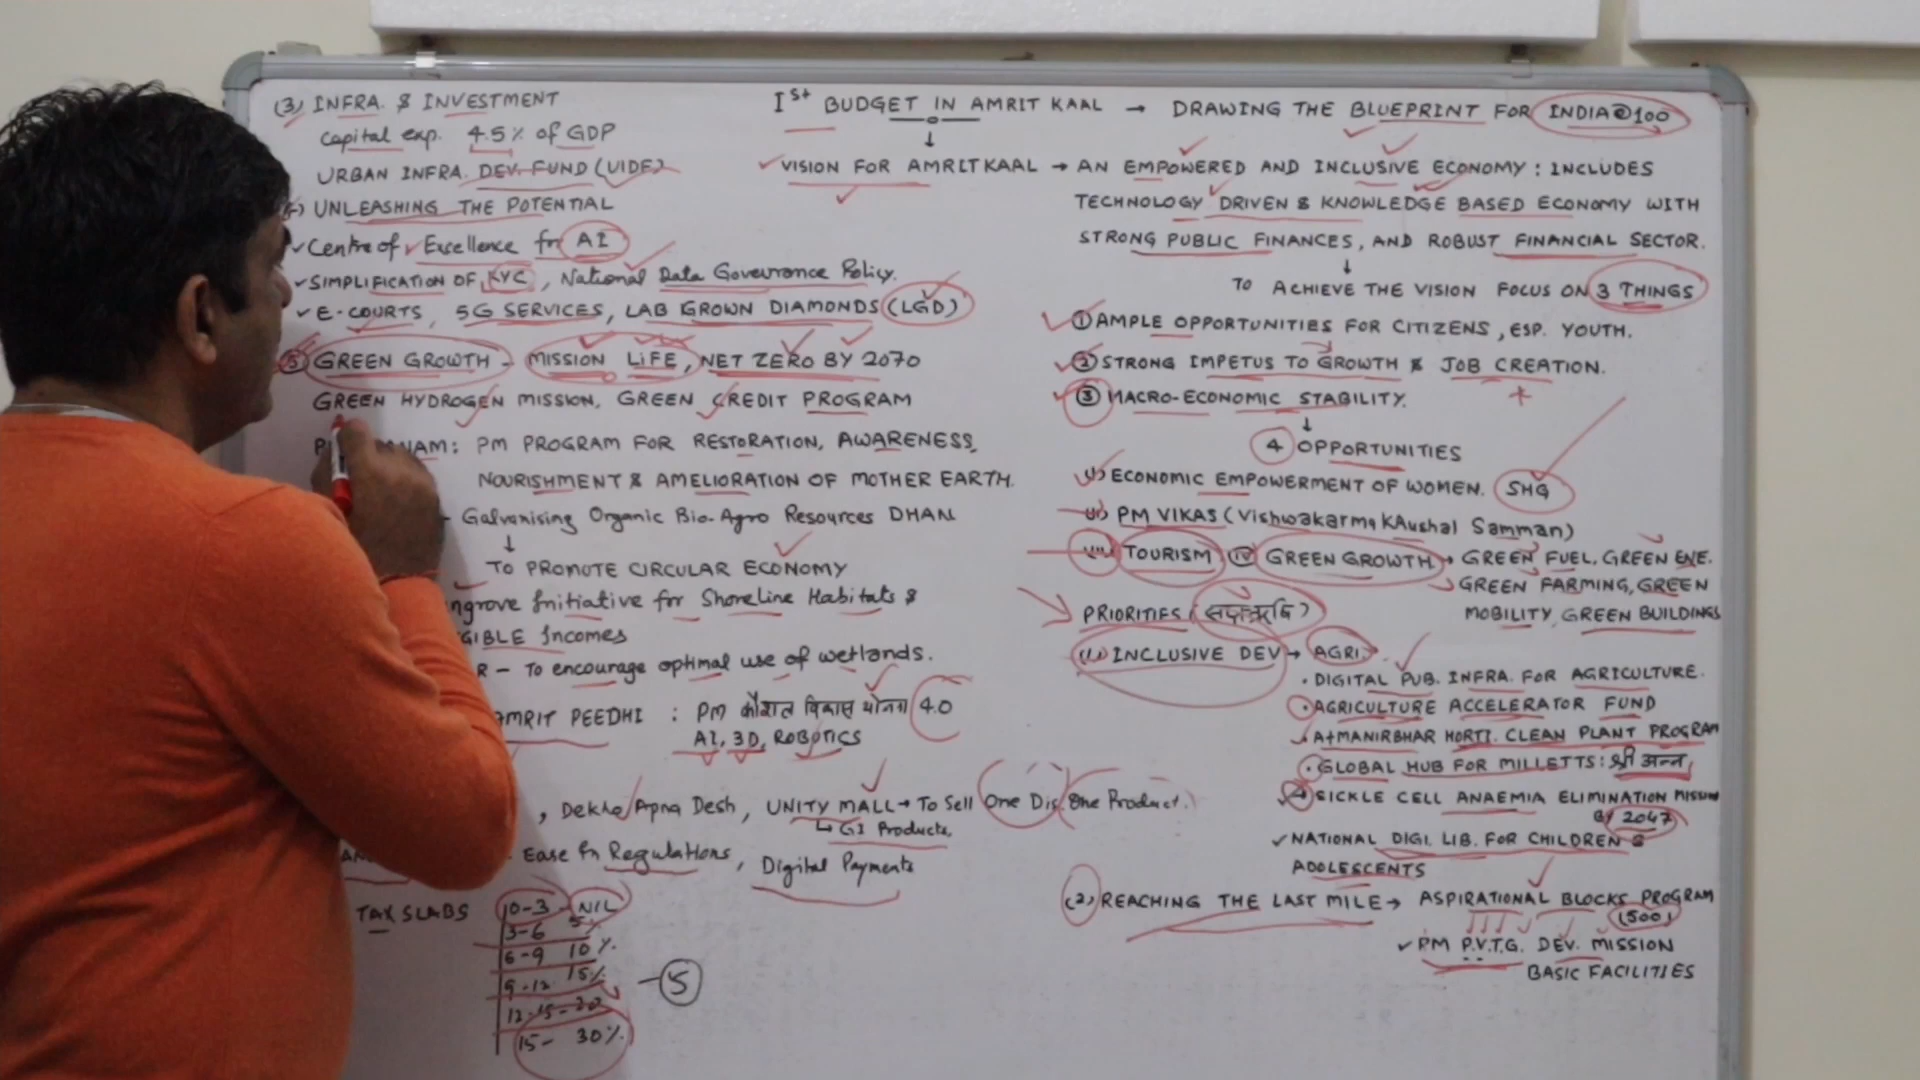 Ist BUDGET IN AMRIT KAAL → DRAWING THE BLUEPRINT FOR INDIA@100
↓
VISION FOR AMRIT KAAL → AN EMPOWERED AND INCLUSIVE ECONOMY : INCLUDES
TECHNOLOGY DRIVEN & KNOWLEDGE BASED ECONOMY WITH
STRONG PUBLIC FINANCES, AND ROBUST FINANCIAL SECTOR.
↓
TO ACHIEVE THE VISION FOCUS ON 3 THINGS
① AMPLE OPPORTUNITIES FOR CITIZENS, ESP. YOUTH.
② STRONG IMPETUS TO GROWTH & JOB CREATION.
③ MACRO-ECONOMIC STABILITY.
↓
4 OPPORTUNITIES
(i) ECONOMIC EMPOWERMENT OF WOMEN. SHG
(ii) PM VIKAS (Vishwakarma KAushal Samman)
(iii) TOURISM (iv) GREEN GROWTH → GREEN FUEL, GREEN ENE.
GREEN FARMING, GREEN
MOBILITY, GREEN BUILDINGS
PRIORITIES (सप्तऋषि)
(1) INCLUSIVE DEV → AGRI.
• DIGITAL PUB. INFRA. FOR AGRICULTURE.
• AGRICULTURE ACCELERATOR FUND
ATMANIRBHAR HORTI. CLEAN PLANT PROGRAM
• GLOBAL HUB FOR MILLETTS : श्री अन्न
SICKLE CELL ANAEMIA ELIMINATION MISSION
BY 2047
NATIONAL DIGI. LIB. FOR CHILDREN &
ADOLESCENTS
(2) REACHING THE LAST MILE → ASPIRATIONAL BLOCKS PROGRAM
(500)
PM P.V.T.G. DEV. MISSION
BASIC FACILITIES
(3) INFRA. & INVESTMENT
Capital exp. 4.5% of GDP
URBAN INFRA. DEV. FUND (UIDF)
UNLEASHING THE POTENTIAL
Centre of Excellence for AI
SIMPLIFICATION OF KYC, National Data Goveurance Policy.
E-COURTS, 5G SERVICES, LAB GROWN DIAMONDS (LGD)
⑤ GREEN GROWTH - MISSION LiFE, NET ZERO BY 2070
GREEN HYDROGEN MISSION, GREEN CREDIT PROGRAM
NAM : PM PROGRAM FOR RESTORATION, AWARENESS,
NOURISHMENT & AMELIORATION OF MOTHER EARTH.
- Galvanising Organic Bio-Agro Resources DHAN
↓
TO PROMOTE CIRCULAR ECONOMY
ngrove Initiative for Shoreline Habitats &
GIBLE Incomes
R - To encourage optimal use of wetlands.
AMRIT PEEDHI : PM कौशल विकास योजना 4.0
AI, 3D, ROBOTICS
, Dekho Apna Desh, UNITY MALL → To Sell One Dis. One Product.
↳ GI Products,
- Ease in Regulations, Digital Payments
TAX SLABS 0-3 - NIL
3-6 5%
6-9 10%.
9-12 15%
12-15-20
15- 30%.
- ⑤